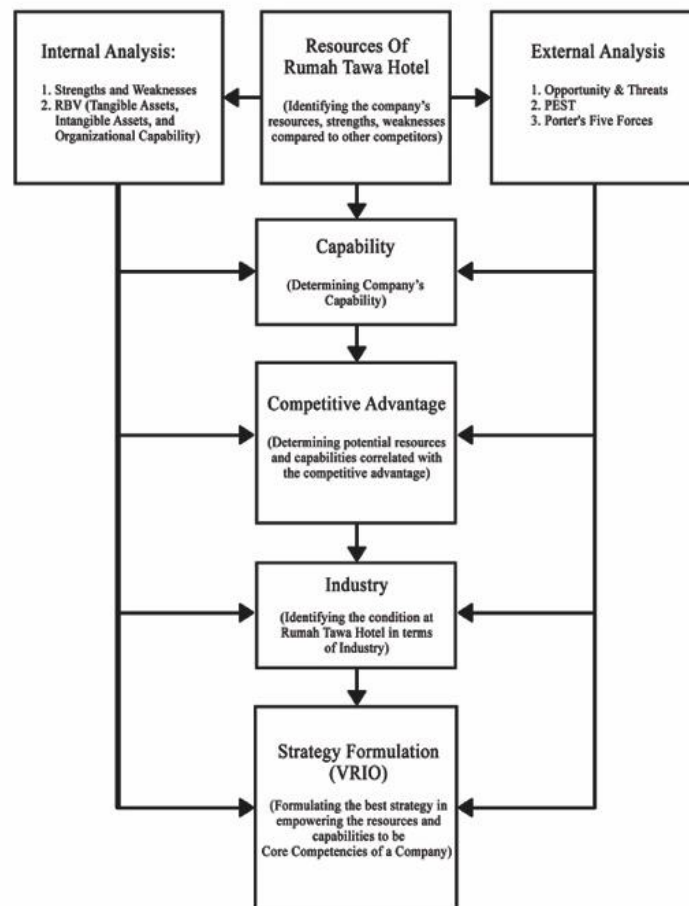 Internal Analysis:
1. Strengths and Weaknesses
2. RBV (Tangible Assets,
Intangible Assets, and
Organizational Capability)
Resources Of
Rumah Tawa Hotel
(Identifying the company's
resources, strengths, weaknesses
compared to other competitors)
External Analysis
1. Opportunity & Threats
2. PEST
3. Porter's Five Forces
Capability
(Determining Company's
Capability)
Competitive Advantage
(Determining potential resources
and capabilities correlated with
the competitive advantage)
Industry
(Identifying the condition at
Rumah Tawa Hotel in terms
of Industry)
Strategy Formulation
(VRIO)
(Formulating the best strategy in
empowering the resources and
capabilities to be
Core Competencies of a Company)